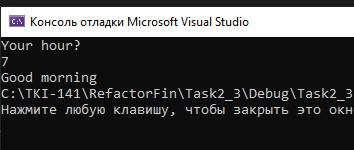 Консоль отладки Microsoft Visual Studio
Your hour?
7
Good morning
C:\TKI-141\RefactorFin\Task2_3\Debug\Task2_3
Нажмите любую клавишу, чтобы закрыть это